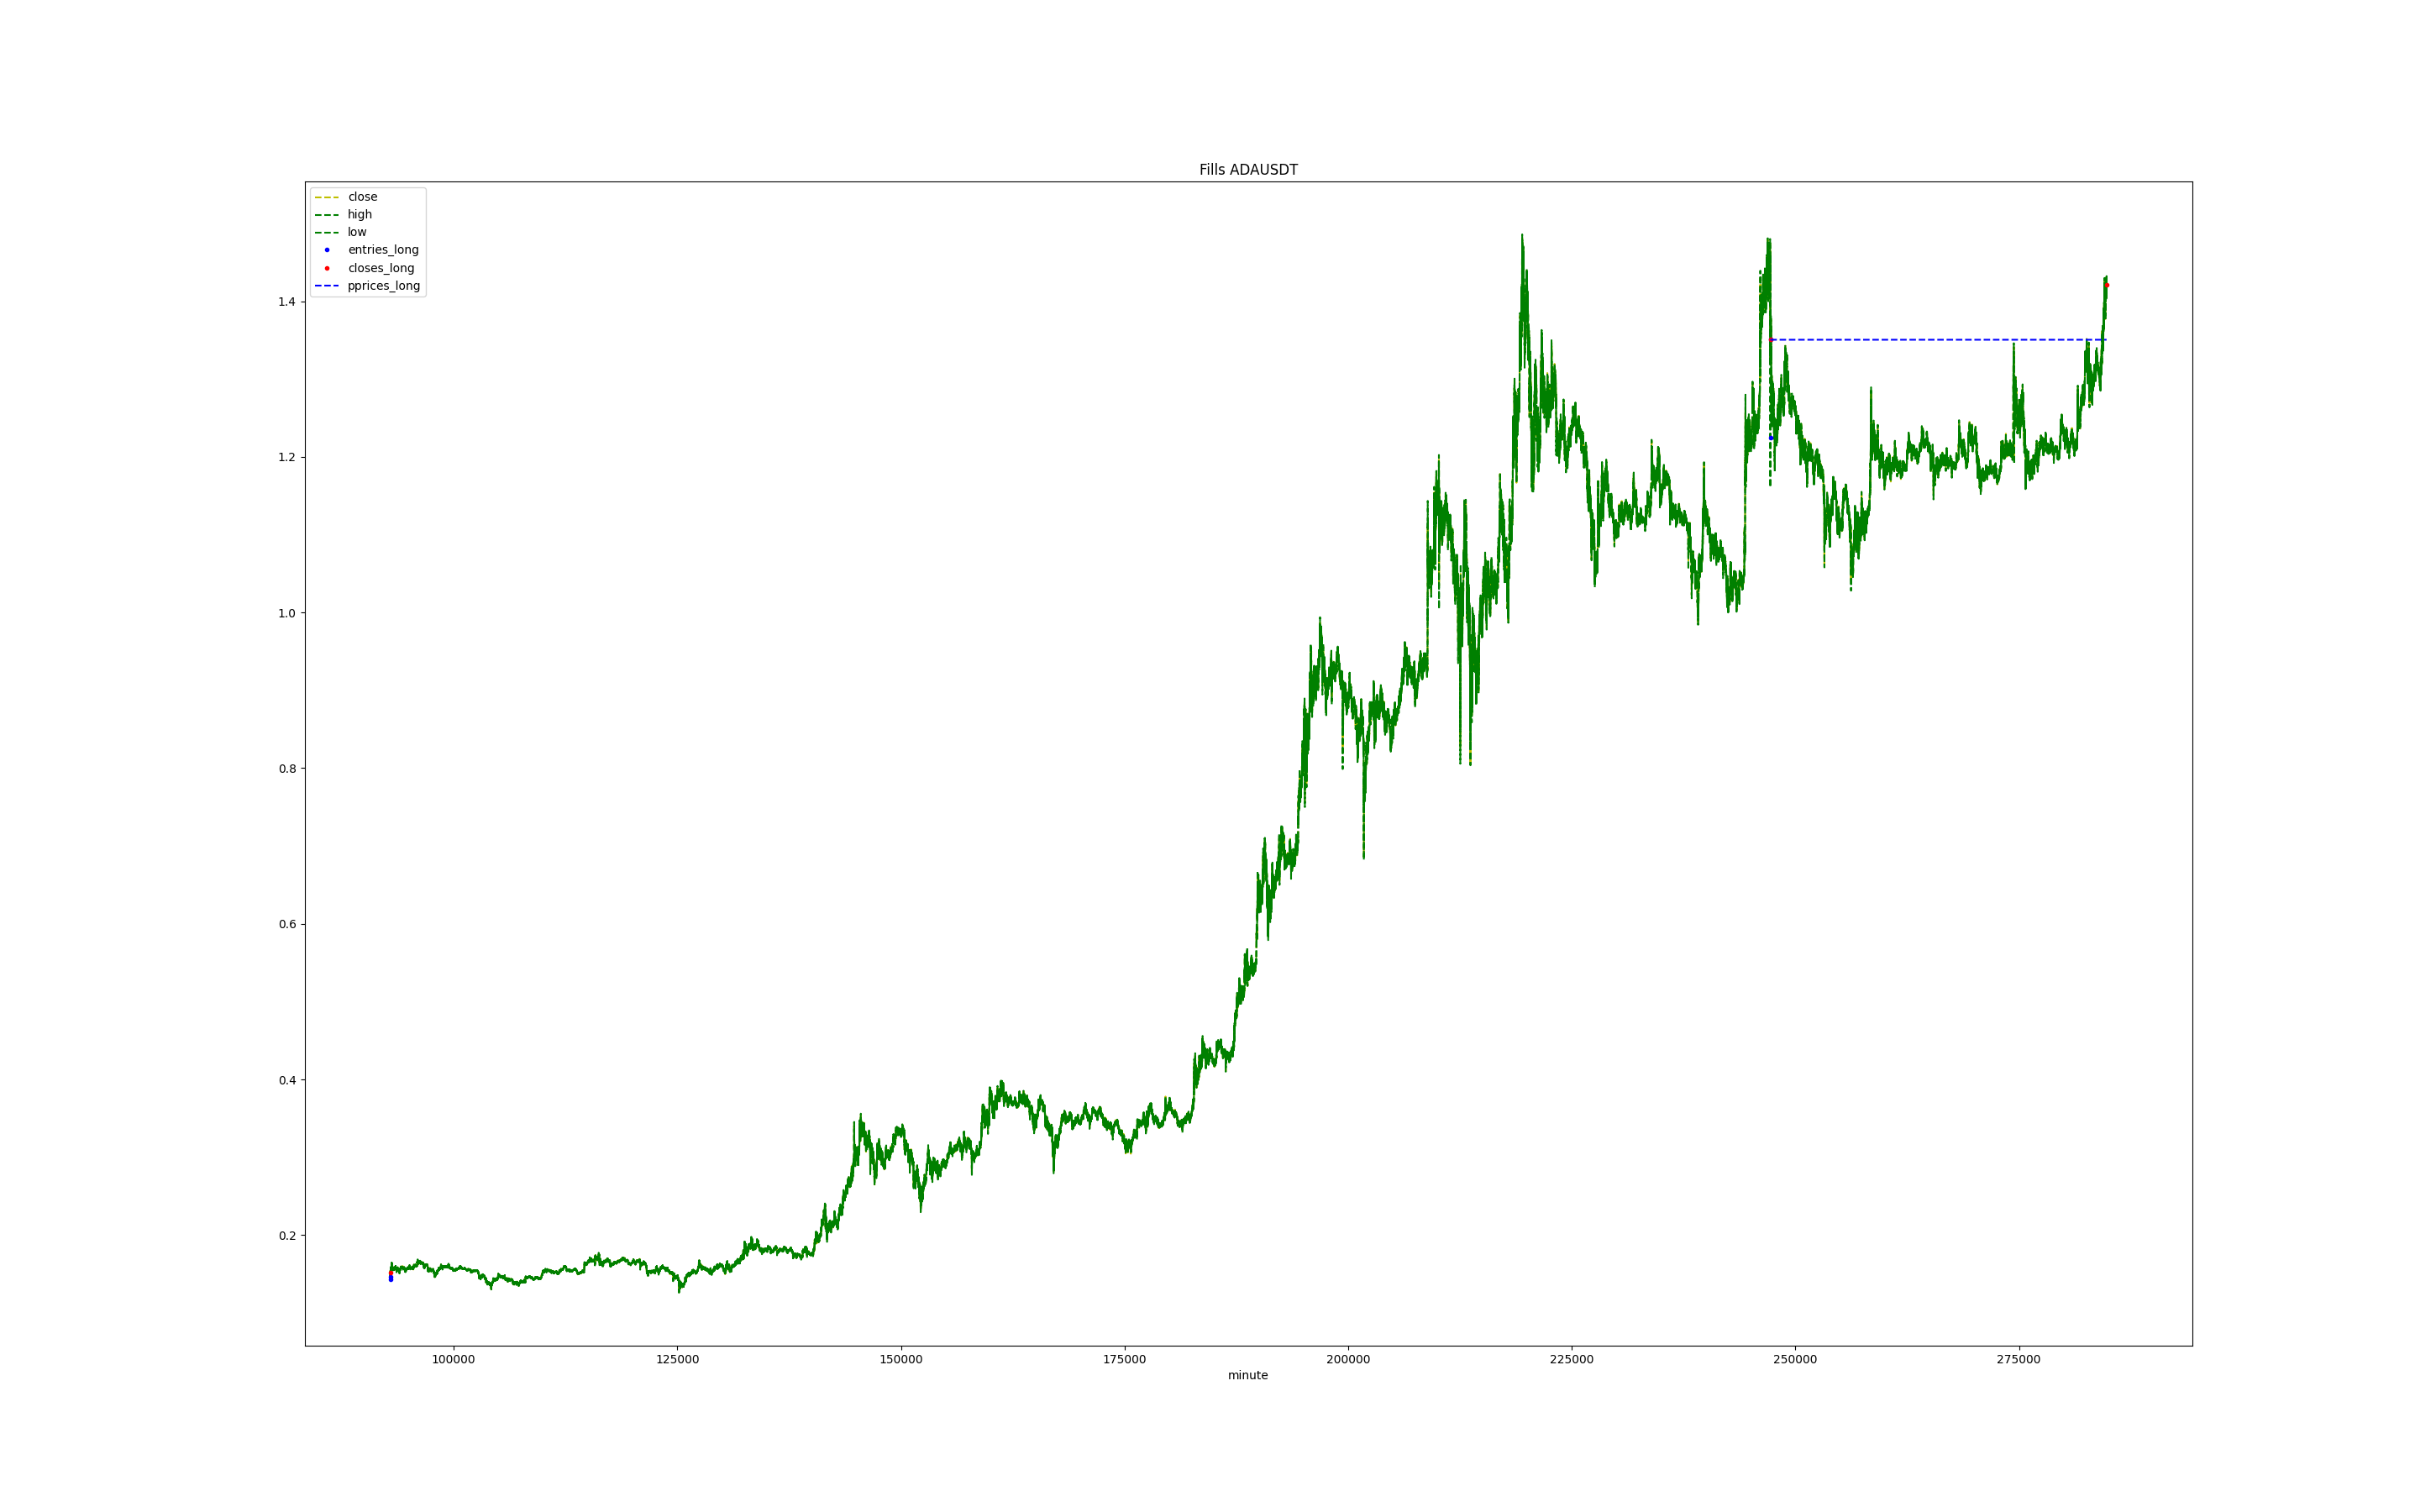 Fills ADAUSDT
close
high
low
entries_long
closes_long
pprices_long
1.4
1.2
1.0
0.8
0.6
0.4
0.2
100000 125000 150000 175000 200000 225000 250000 275000
minute